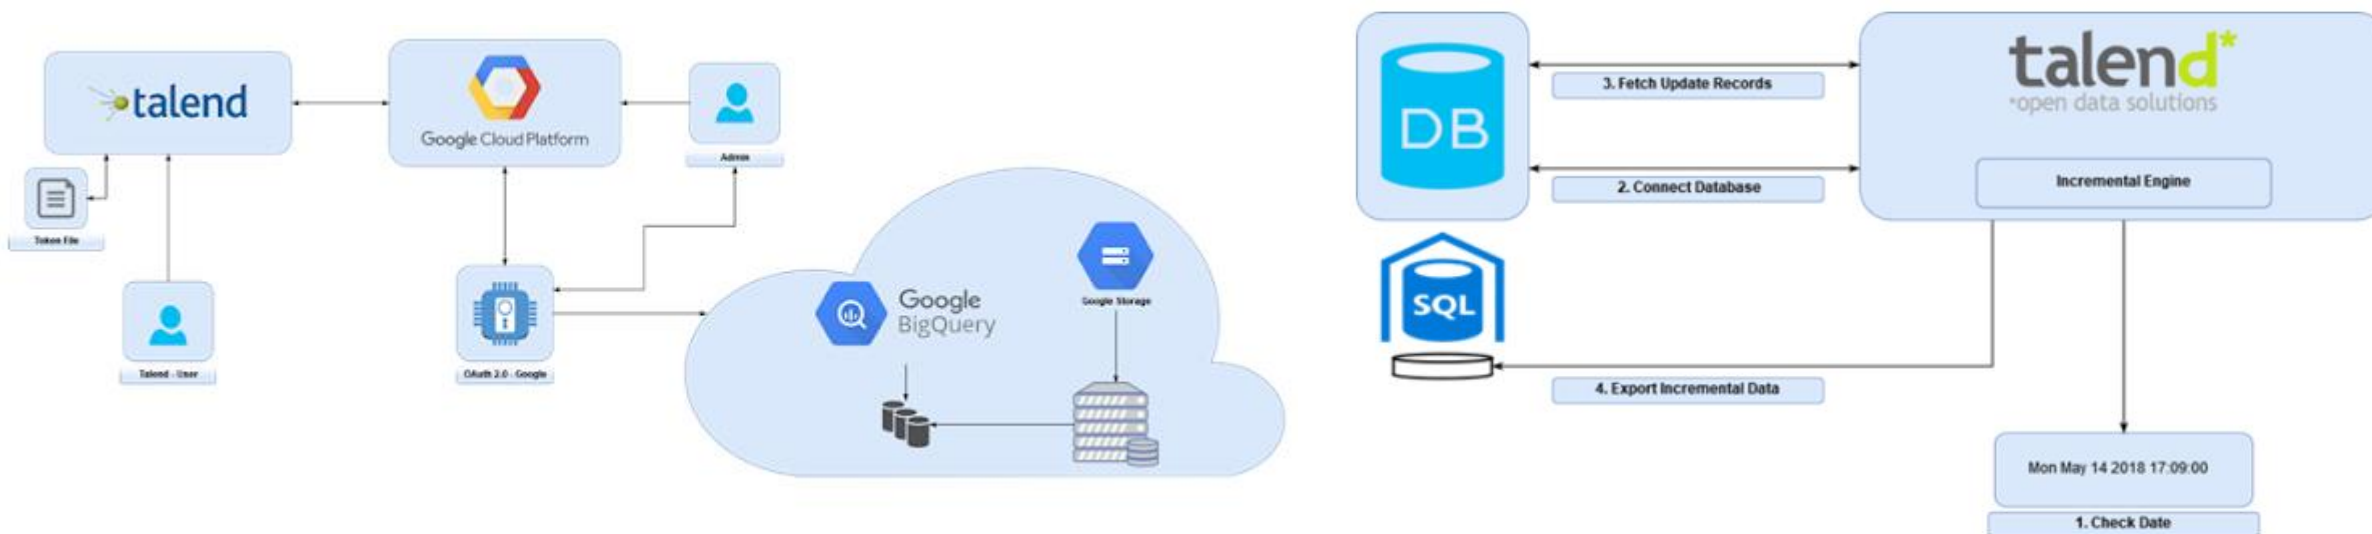 talend
Google Cloud Platform
Admin
Token File
Talend - User
OAuth 2.0 - Google
Google
BigQuery
Google Storage
DB
3. Fetch Update Records
2. Connect Database
talend*
*open data solutions
Incremental Engine
SQL
4. Export Incremental Data
Mon May 14 2018 17:09:00
1. Check Date